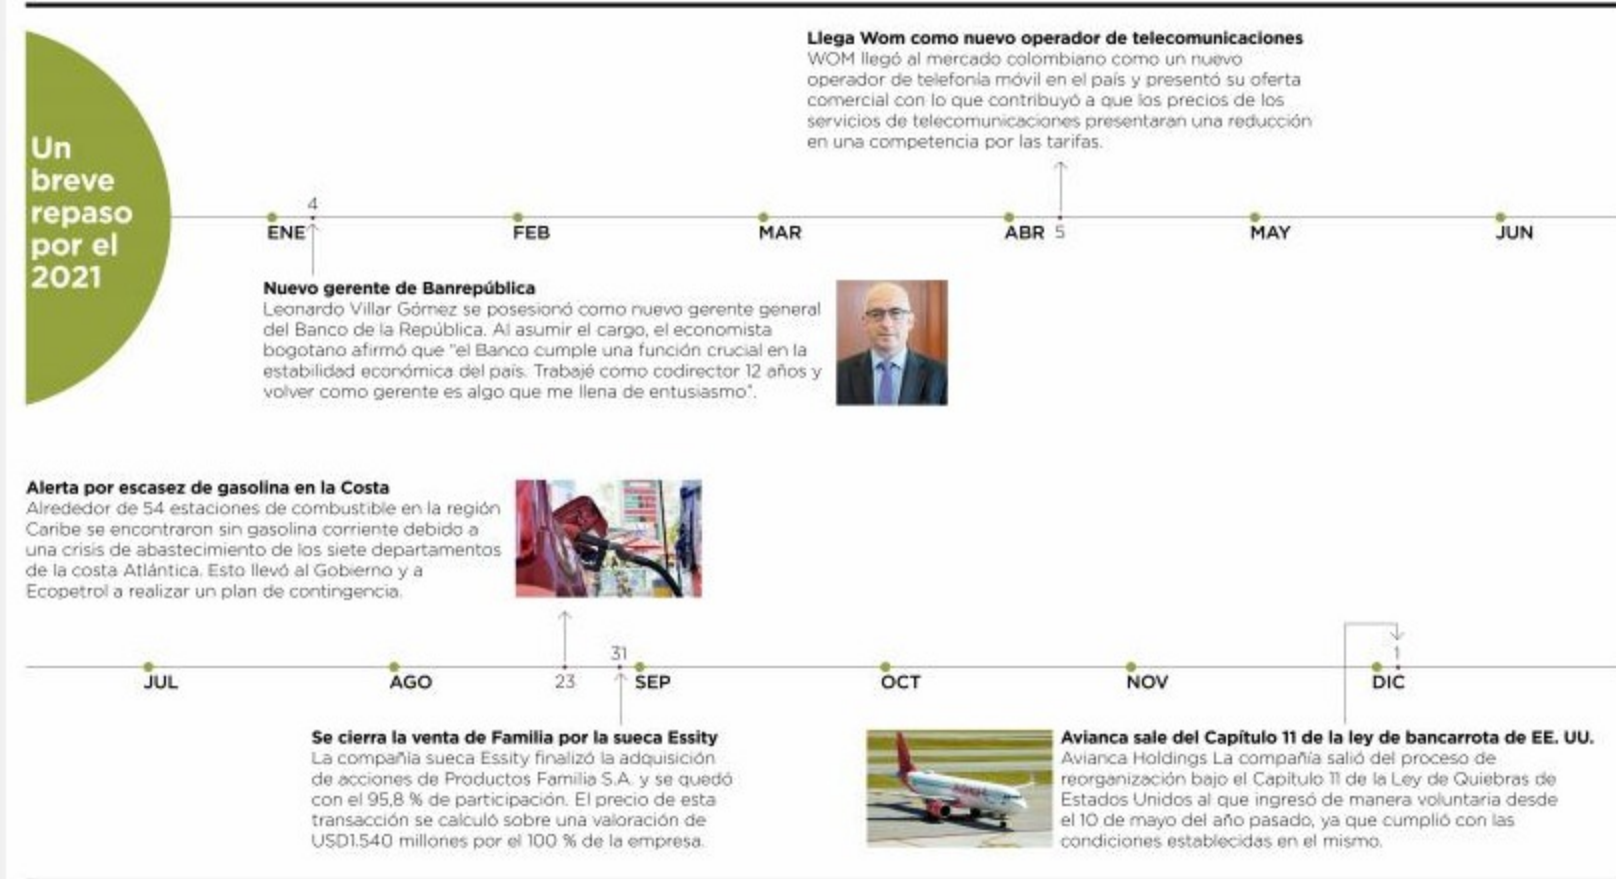 Un
breve
repaso
por el
2021
Llega Wom como nuevo operador de telecomunicaciones
WOM llegó al mercado colombiano como un nuevo
operador de telefonía móvil en el país y presentó su oferta
comercial con lo que contribuyó a que los precios de los
servicios de telecomunicaciones presentaran una reducción
en una competencia por las tarifas.
4
ENE
FEB
MAR
ABR 5
MAY
JUN
Nuevo gerente de Banrepública
Leonardo Villar Gómez se posesionó como nuevo gerente general
del Banco de la República. Al asumir el cargo, el economista
bogotano afirmó que "el Banco cumple una función crucial en la
estabilidad económica del país. Trabajé como codirector 12 años y
volver como gerente es algo que me llena de entusiasmo".
Alerta por escasez de gasolina en la Costa
Alrededor de 54 estaciones de combustible en la región
Caribe se encontraron sin gasolina corriente debido a
una crisis de abastecimiento de los siete departamentos
de la costa Atlántica. Esto llevó al Gobierno y a
Ecopetrol a realizar un plan de contingencia.
31
1
JUL
AGO
23
SEP
OCT
NOV
DIC
Se cierra la venta de Familia por la sueca Essity
La compañía sueca Essity finalizó la adquisición
de acciones de Productos Familia S.A. y se quedó
con el 95,8 % de participación. El precio de esta
transacción se calculó sobre una valoración de
USD1.540 millones por el 100 % de la empresa.
Avianca sale del Capítulo 11 de la ley de bancarrota de EE. UU.
Avianca Holdings La compañía salió del proceso de
reorganización bajo el Capítulo 11 de la Ley de Quiebras de
Estados Unidos al que ingresó de manera voluntaria desde
el 10 de mayo del año pasado, ya que cumplió con las
condiciones establecidas en el mismo.